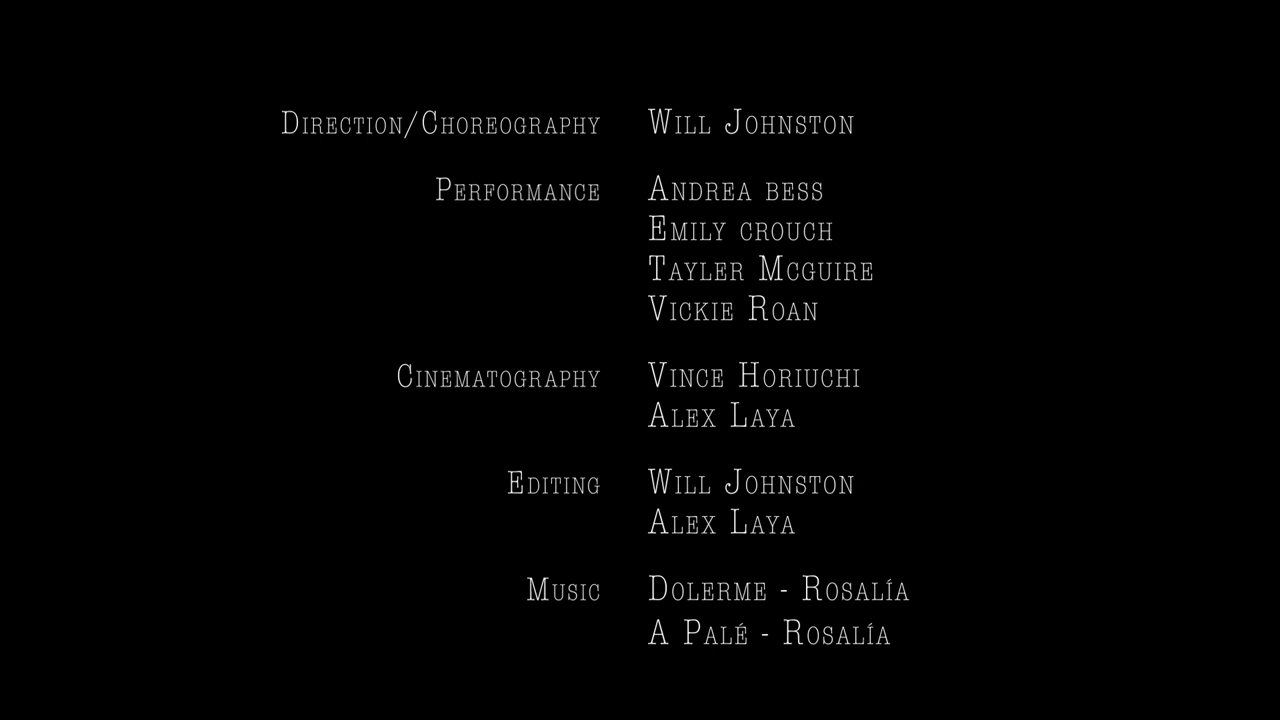 Direction/Choreography Will Johnston
Performance Andrea bess
Emily crouch
Tayler Mcguire
Vickie Roan
Cinematography Vince Horiuchi
Alex Laya
Editing Will Johnston
Alex Laya
Music Dolerme - Rosalía
A Palé - Rosalía